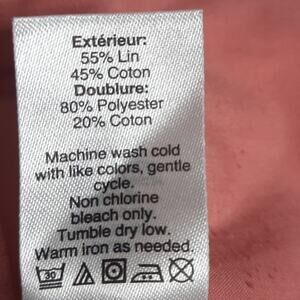 Extérieur:
55% Lin
45% Coton
Doublure:
80% Polyester
20% Coton
Machine wash cold
with like colors, gentle
cycle.
Non chlorine
bleach only.
Tumble dry low.
Warm iron as needed.
30